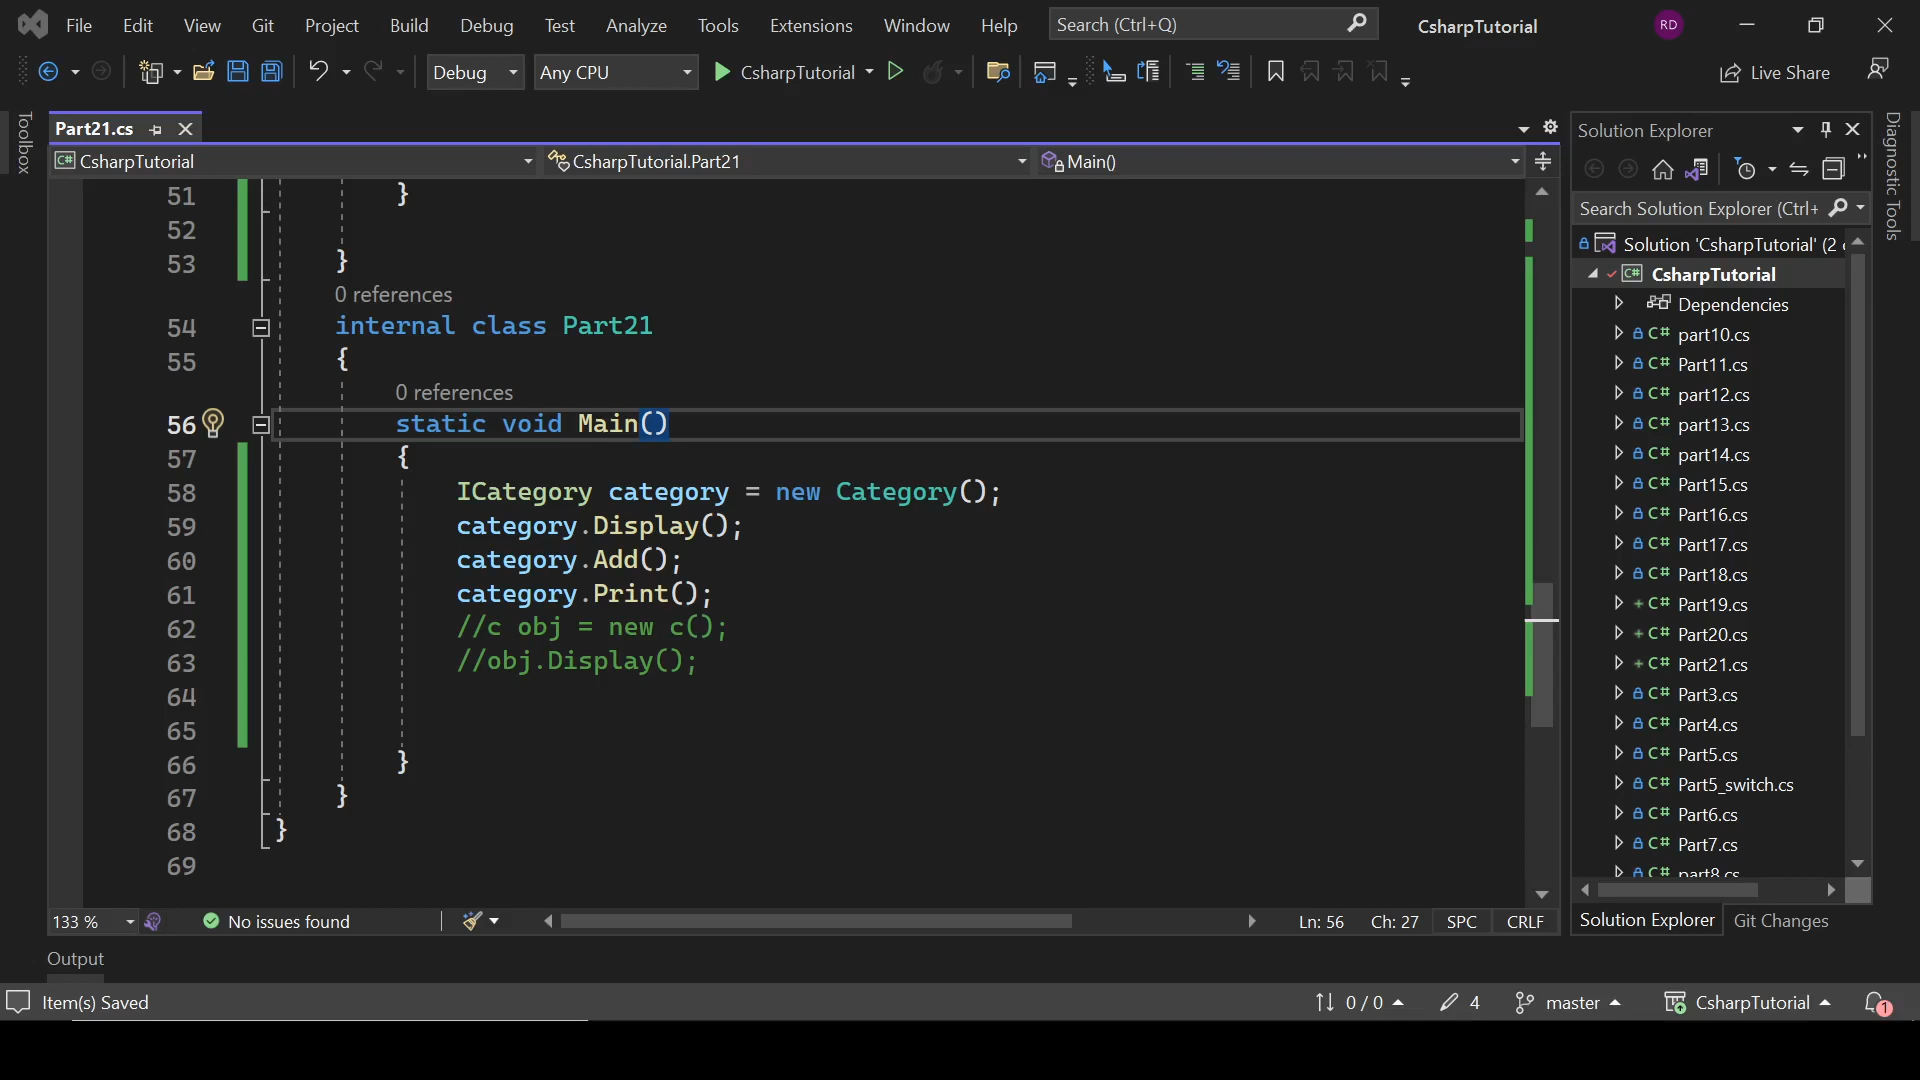 File Edit View Git Project Build Debug Test Analyze Tools Extensions Window Help Search (Ctrl+Q) CsharpTutorial RD
Debug Any CPU CsharpTutorial Live Share
Toolbox
Part21.cs
CsharpTutorial CsharpTutorial.Part21 Main()
51 }
52
53 }
0 references
54 internal class Part21
55 {
0 references
56 static void Main()
57 {
58 ICategory category = new Category();
59 category.Display();
60 category.Add();
61 category.Print();
62 //c obj = new c();
63 //obj.Display();
64
65
66 }
67 }
68 }
69
133 % No issues found Ln: 56 Ch: 27 SPC CRLF
Solution Explorer
Search Solution Explorer (Ctrl+
Solution 'CsharpTutorial' (2
C# CsharpTutorial
Dependencies
C# part10.cs
C# Part11.cs
C# part12.cs
C# part13.cs
C# part14.cs
C# Part15.cs
C# Part16.cs
C# Part17.cs
C# Part18.cs
C# Part19.cs
C# Part20.cs
C# Part21.cs
C# Part3.cs
C# Part4.cs
C# Part5.cs
C# Part5_switch.cs
C# Part6.cs
C# Part7.cs
C# part8.cs
Solution Explorer Git Changes
Diagnostic Tools
Output
Item(s) Saved 0 / 0 4 master CsharpTutorial 1